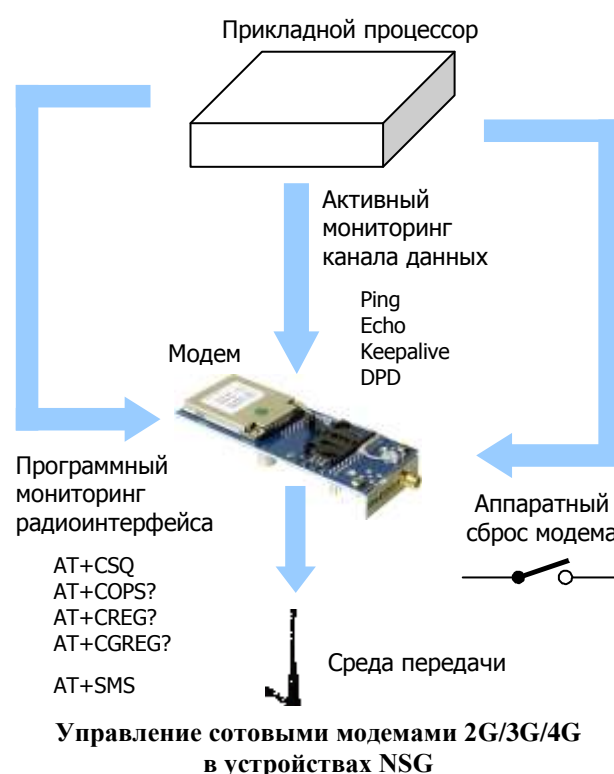 Прикладной процессор
Активный
мониторинг
канала данных
Ping
Echo
Keepalive
DPD
Модем
Программный
мониторинг
радиоинтерфейса
AT+CSQ
AT+COPS?
AT+CREG?
AT+CGREG?
AT+SMS
Аппаратный
сброс модема
Среда передачи
Управление сотовыми модемами 2G/3G/4G
в устройствах NSG